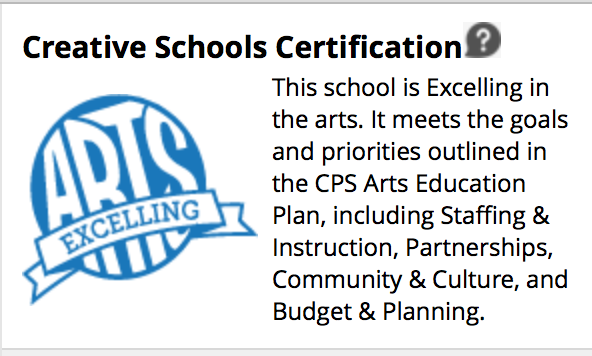 Creative Schools Certification ?
ARTS
EXCELLING
This school is Excelling in
the arts. It meets the goals
and priorities outlined in
the CPS Arts Education
Plan, including Staffing &
Instruction, Partnerships,
Community & Culture, and
Budget & Planning.